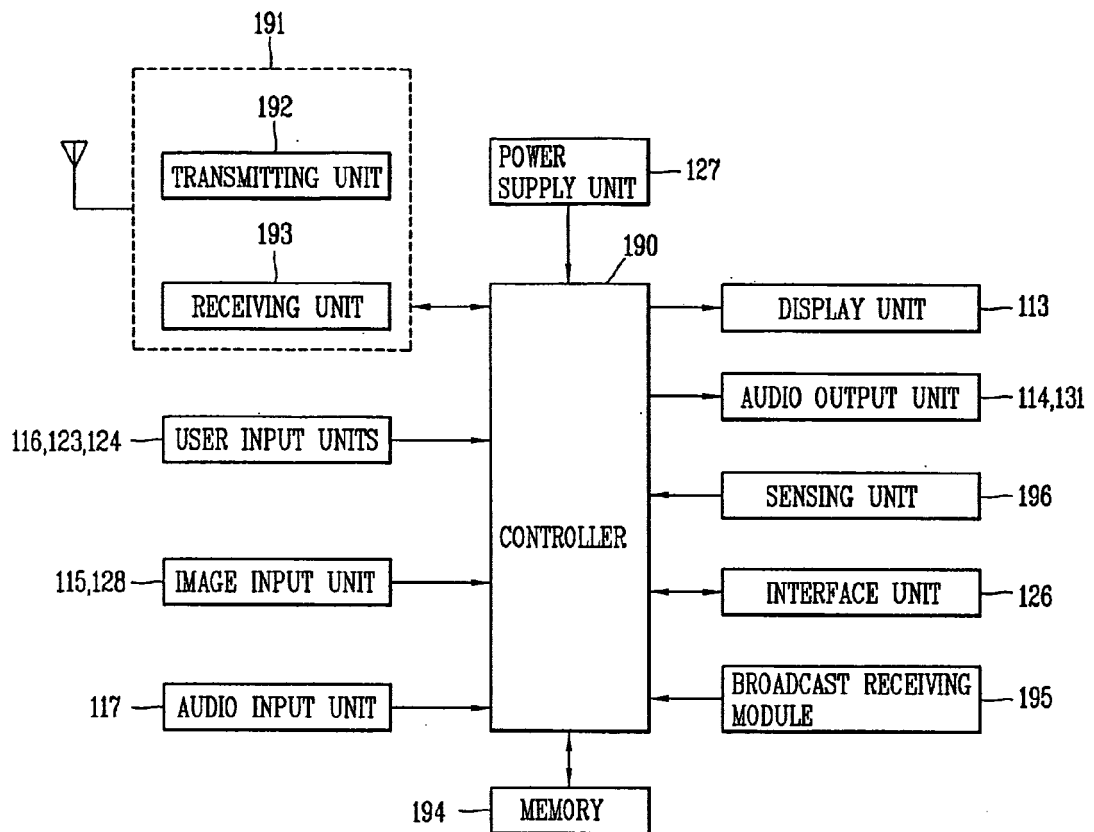 191
192
TRANSMITTING UNIT
193
RECEIVING UNIT
POWER
SUPPLY UNIT
127
190
CONTROLLER
DISPLAY UNIT
113
AUDIO OUTPUT UNIT
114,131
116,123,124
USER INPUT UNITS
SENSING UNIT
196
115,128
IMAGE INPUT UNIT
INTERFACE UNIT
126
117
AUDIO INPUT UNIT
BROADCAST RECEIVING
MODULE
195
194
MEMORY